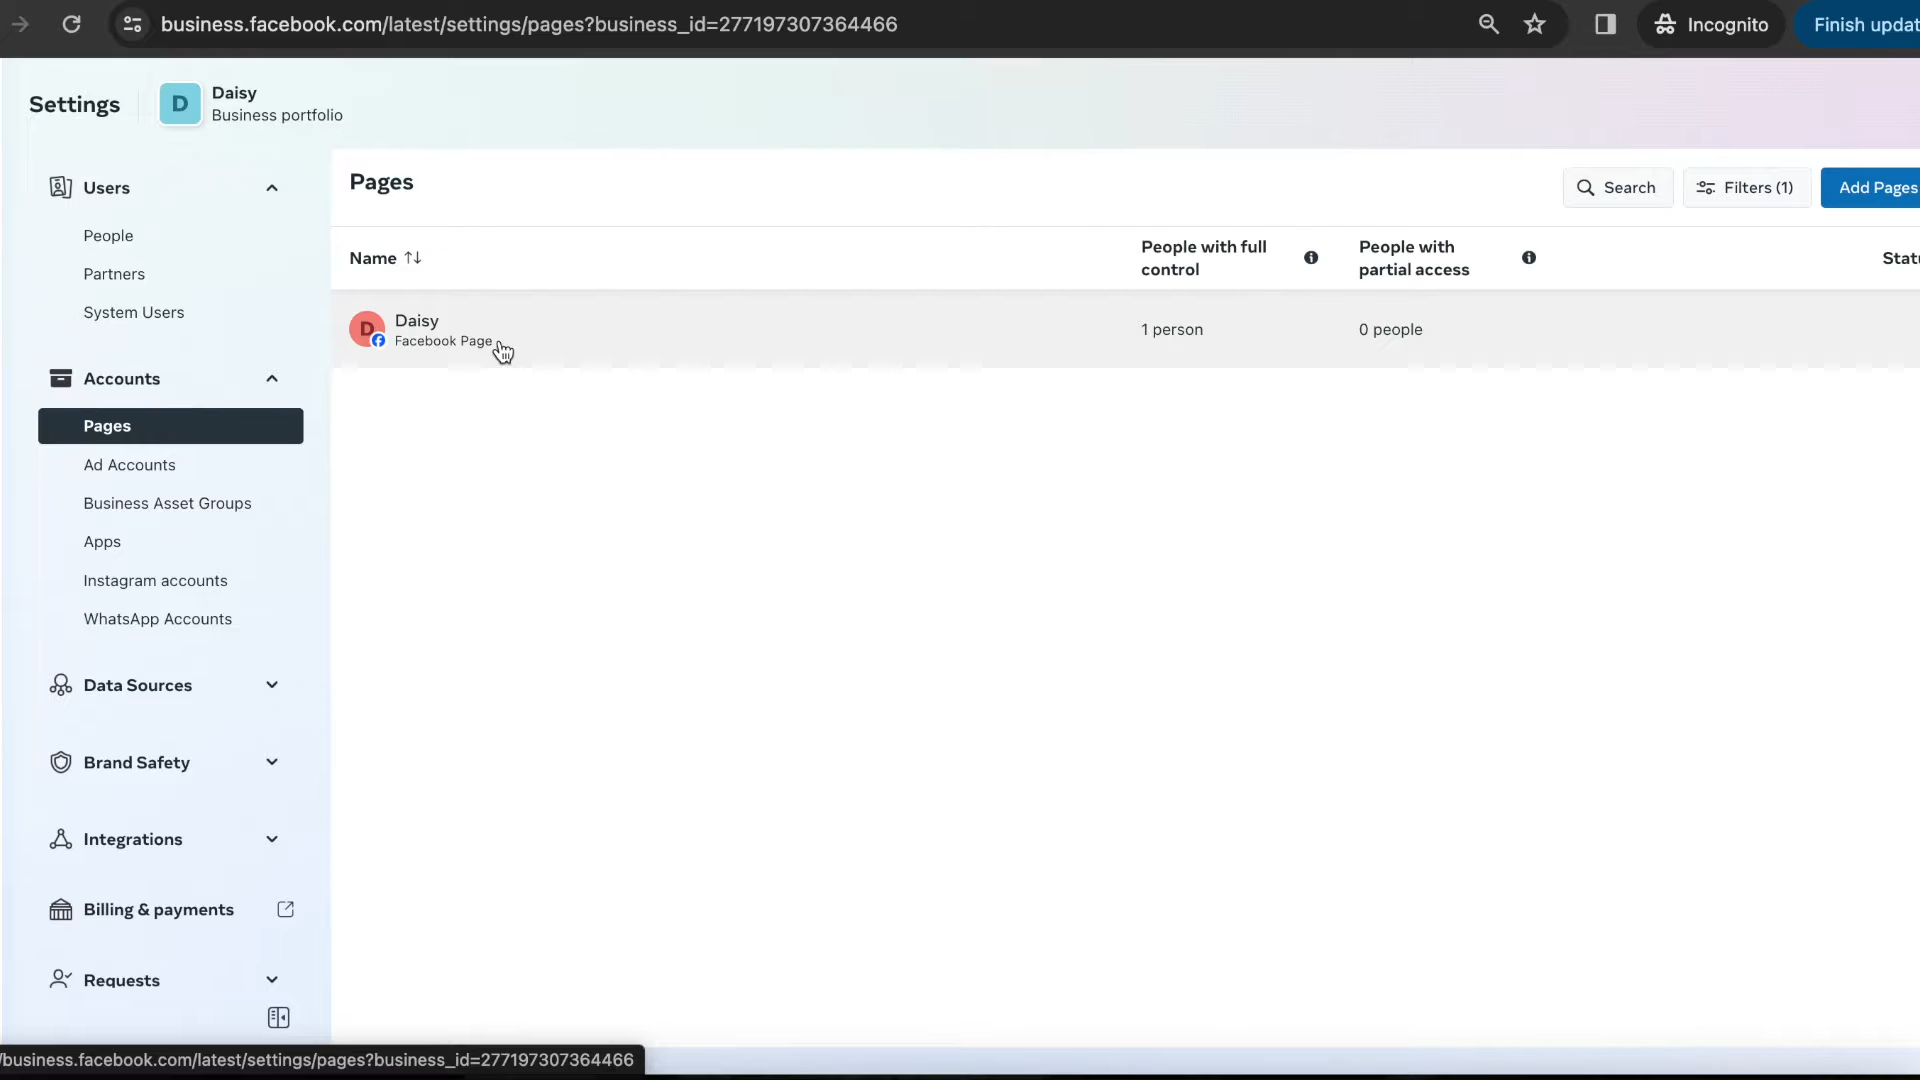 business.facebook.com/latest/settings/pages?business_id=277197307364466
Incognito
Finish updat
Settings
D
Daisy
Business portfolio
Users
People
Partners
System Users
Accounts
Pages
Ad Accounts
Business Asset Groups
Apps
Instagram accounts
WhatsApp Accounts
Data Sources
Brand Safety
Integrations
Billing & payments
Requests
Pages
Search
Filters (1)
Add Pages
Name
People with full
control
People with
partial access
Statu
D
Daisy
Facebook Page
1 person
0 people
/business.facebook.com/latest/settings/pages?business_id=277197307364466